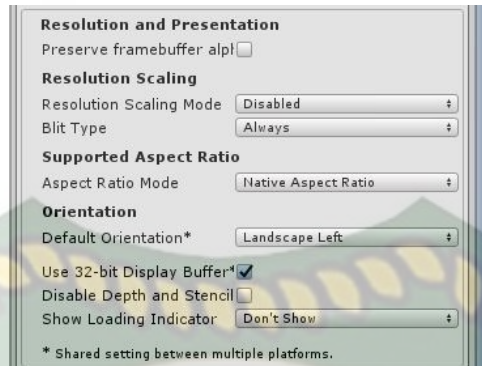 Resolution and Presentation
Preserve framebuffer alph
Resolution Scaling
Resolution Scaling Mode Disabled
Blit Type Always
Supported Aspect Ratio
Aspect Ratio Mode Native Aspect Ratio
Orientation
Default Orientation* Landscape Left
Use 32-bit Display Buffer*
Disable Depth and Stencil
Show Loading Indicator Don't Show
* Shared setting between multiple platforms.